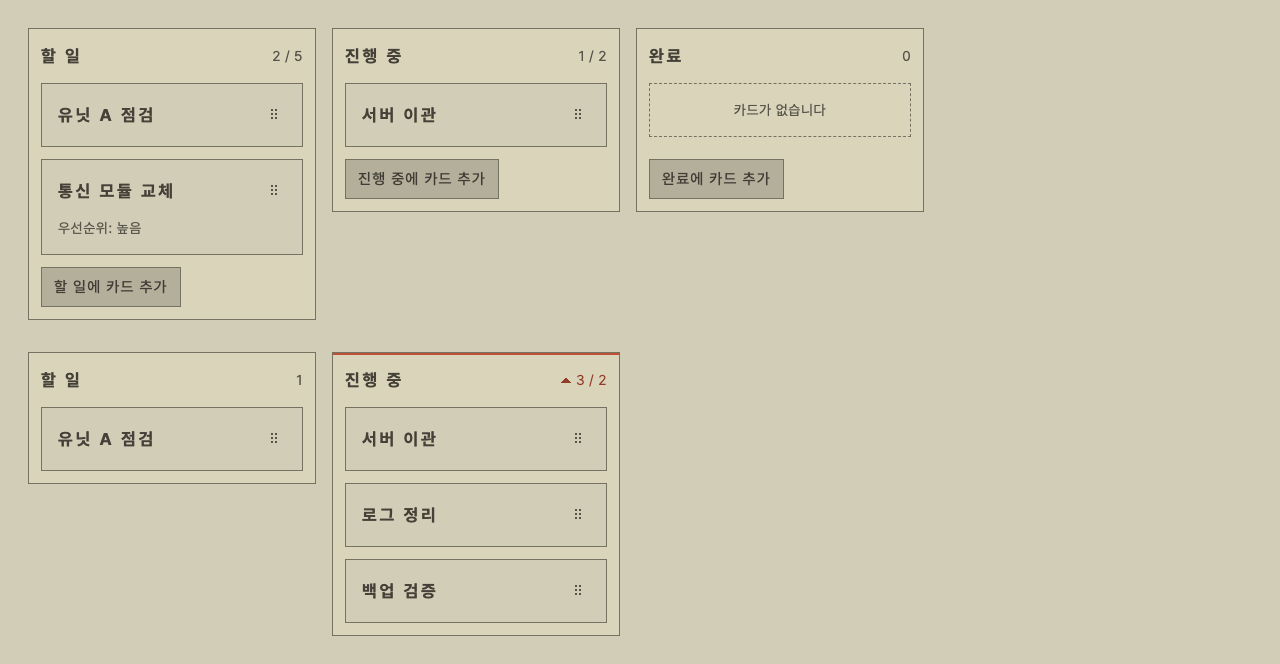 할 일
2 / 5
유닛 A 점검
통신 모듈 교체
우선순위: 높음
할 일에 카드 추가
진행 중
1 / 2
서버 이관
진행 중에 카드 추가
완료
0
카드가 없습니다
완료에 카드 추가
할 일
1
유닛 A 점검
진행 중
3 / 2
서버 이관
로그 정리
백업 검증